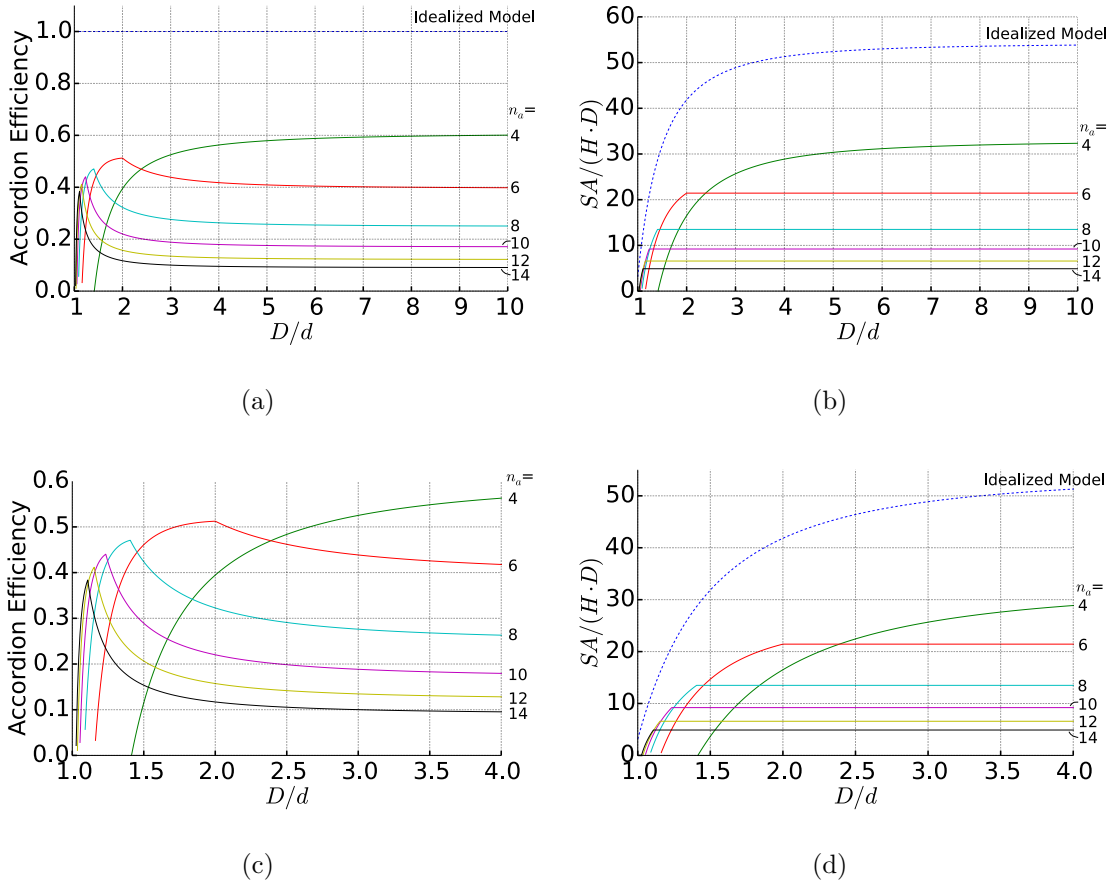 Idealized Model
Accordion Efficiency
1.0
0.8
0.6
0.4
0.2
0.0
1 2 3 4 5 6 7 8 9 10
D/d
n_a=
4
6
8
10
12
14
(a)
Idealized Model
SA/(H · D)
60
50
40
30
20
10
0
1 2 3 4 5 6 7 8 9 10
D/d
n_a=
4
6
8
10
12
14
(b)
Accordion Efficiency
0.6
0.5
0.4
0.3
0.2
0.1
0.0
1.0 1.5 2.0 2.5 3.0 3.5 4.0
D/d
n_a=
4
6
8
10
12
14
(c)
Idealized Model
SA/(H · D)
50
40
30
20
10
0
1.0 1.5 2.0 2.5 3.0 3.5 4.0
D/d
n_a=
4
6
8
10
12
14
(d)